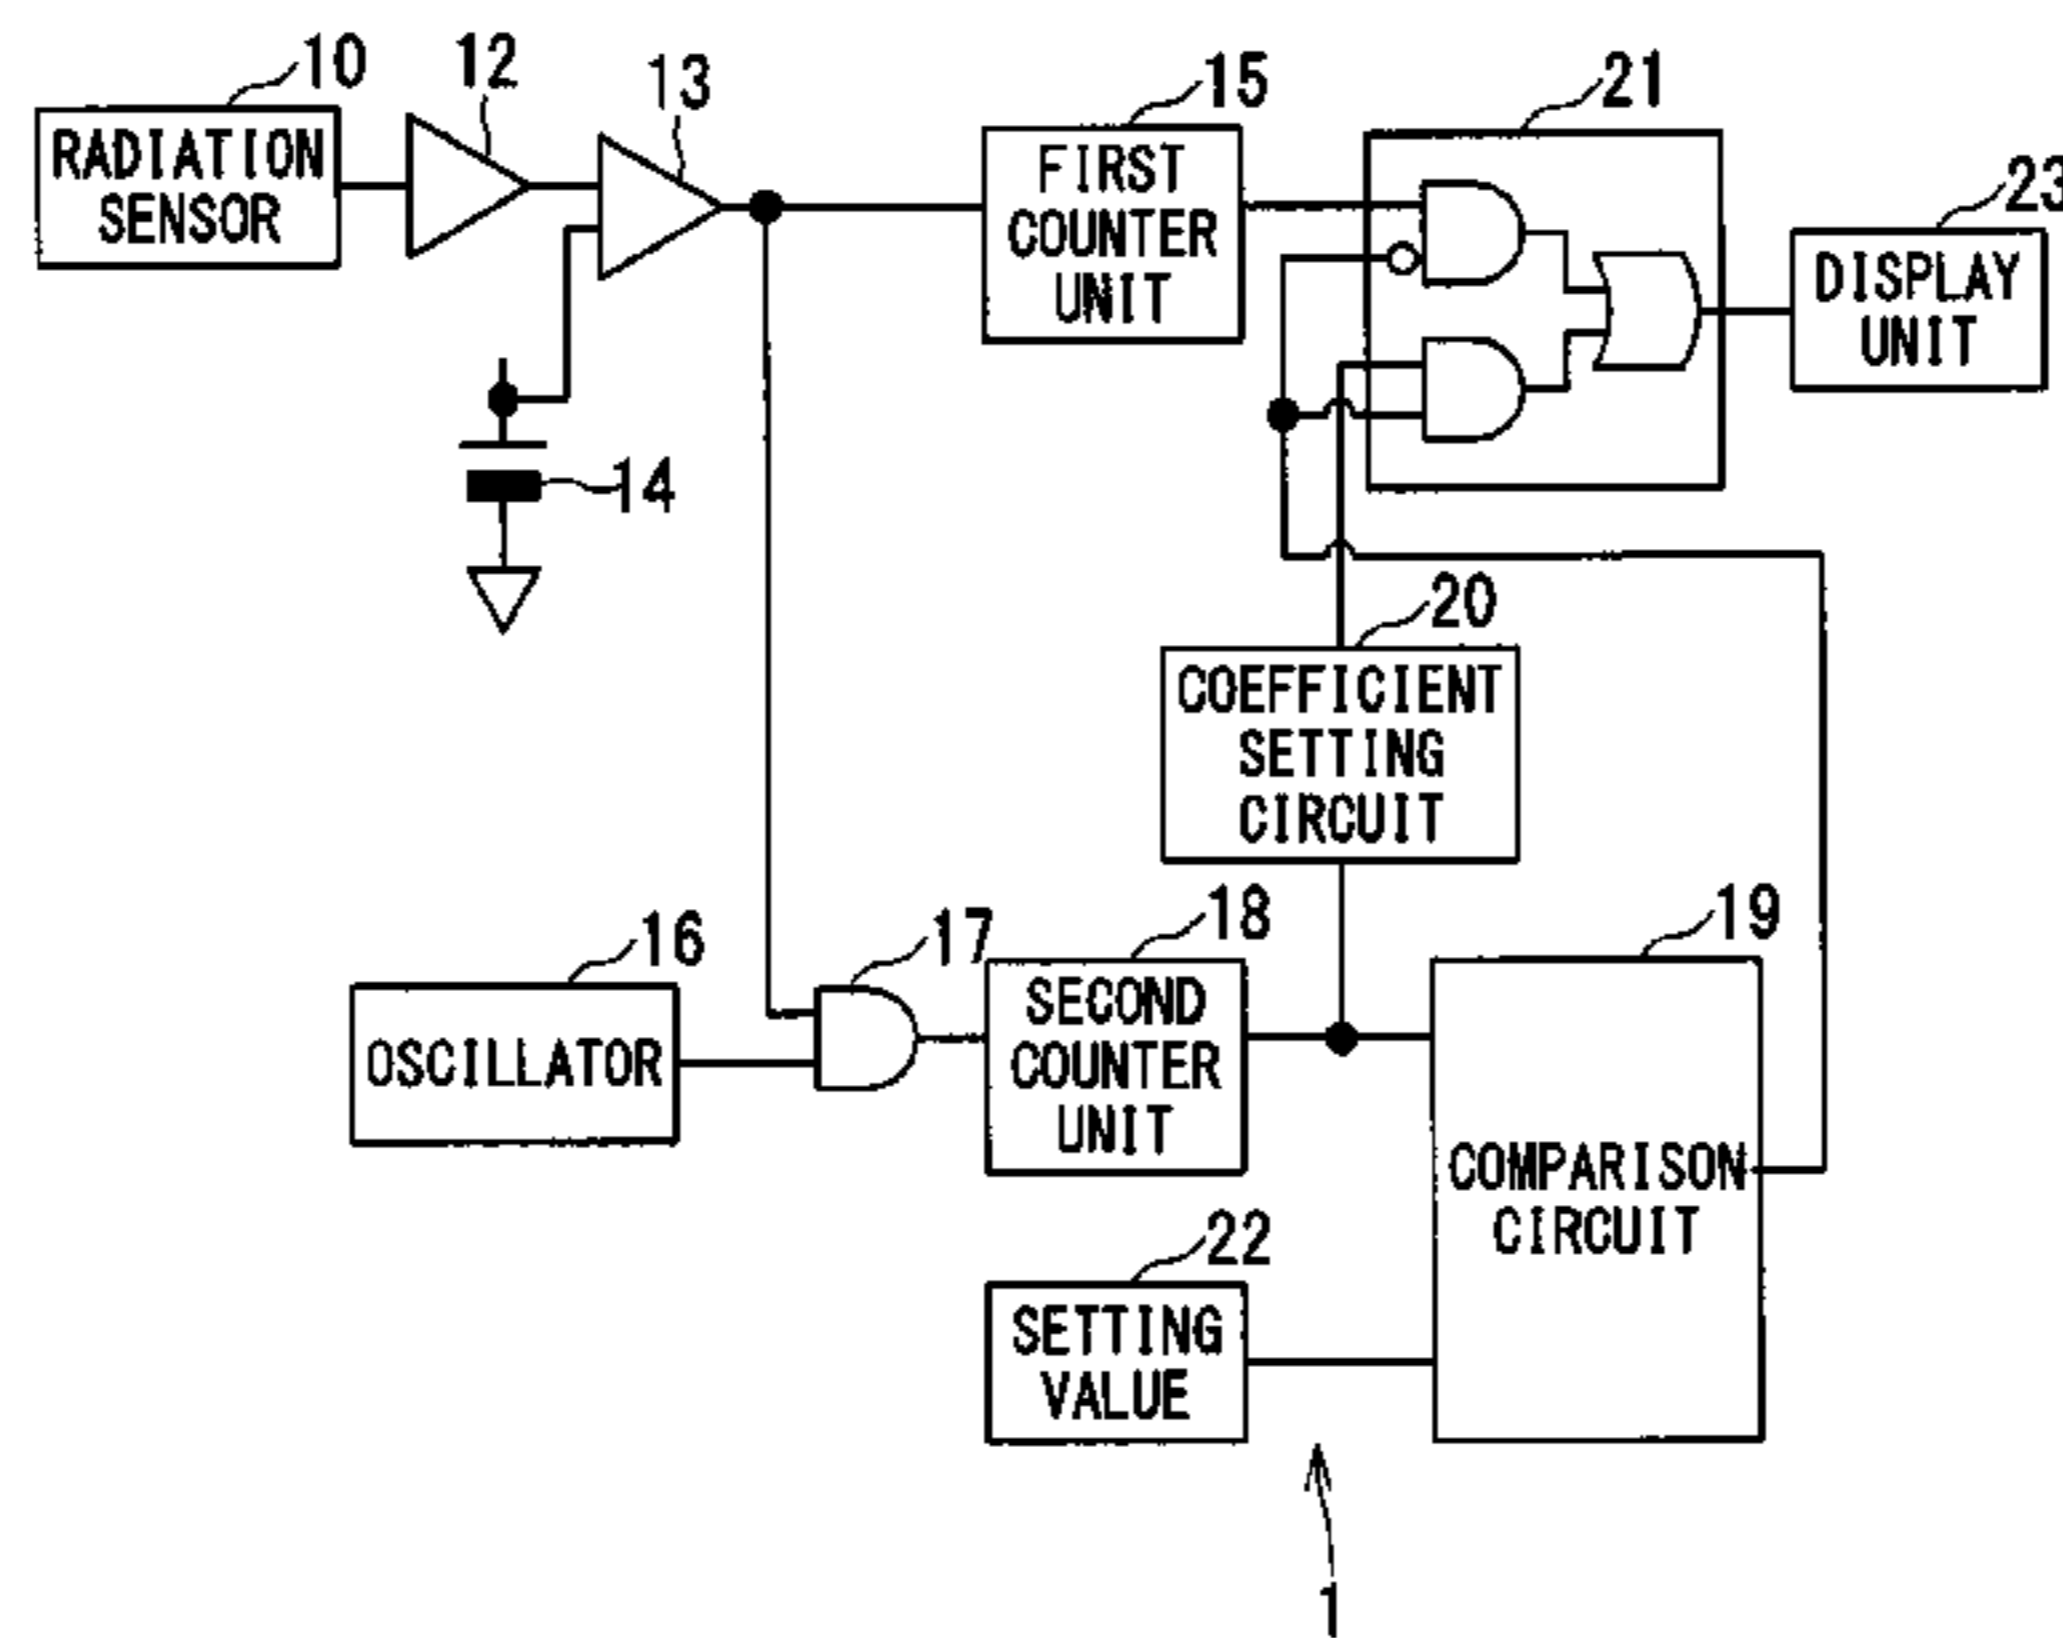 10
12
13
15
21
23
RADIATION
SENSOR
FIRST
COUNTER
UNIT
DISPLAY
UNIT
14
20
COEFFICIENT
SETTING
CIRCUIT
16
17
18
19
OSCILLATOR
SECOND
COUNTER
UNIT
COMPARISON
CIRCUIT
22
SETTING
VALUE
1